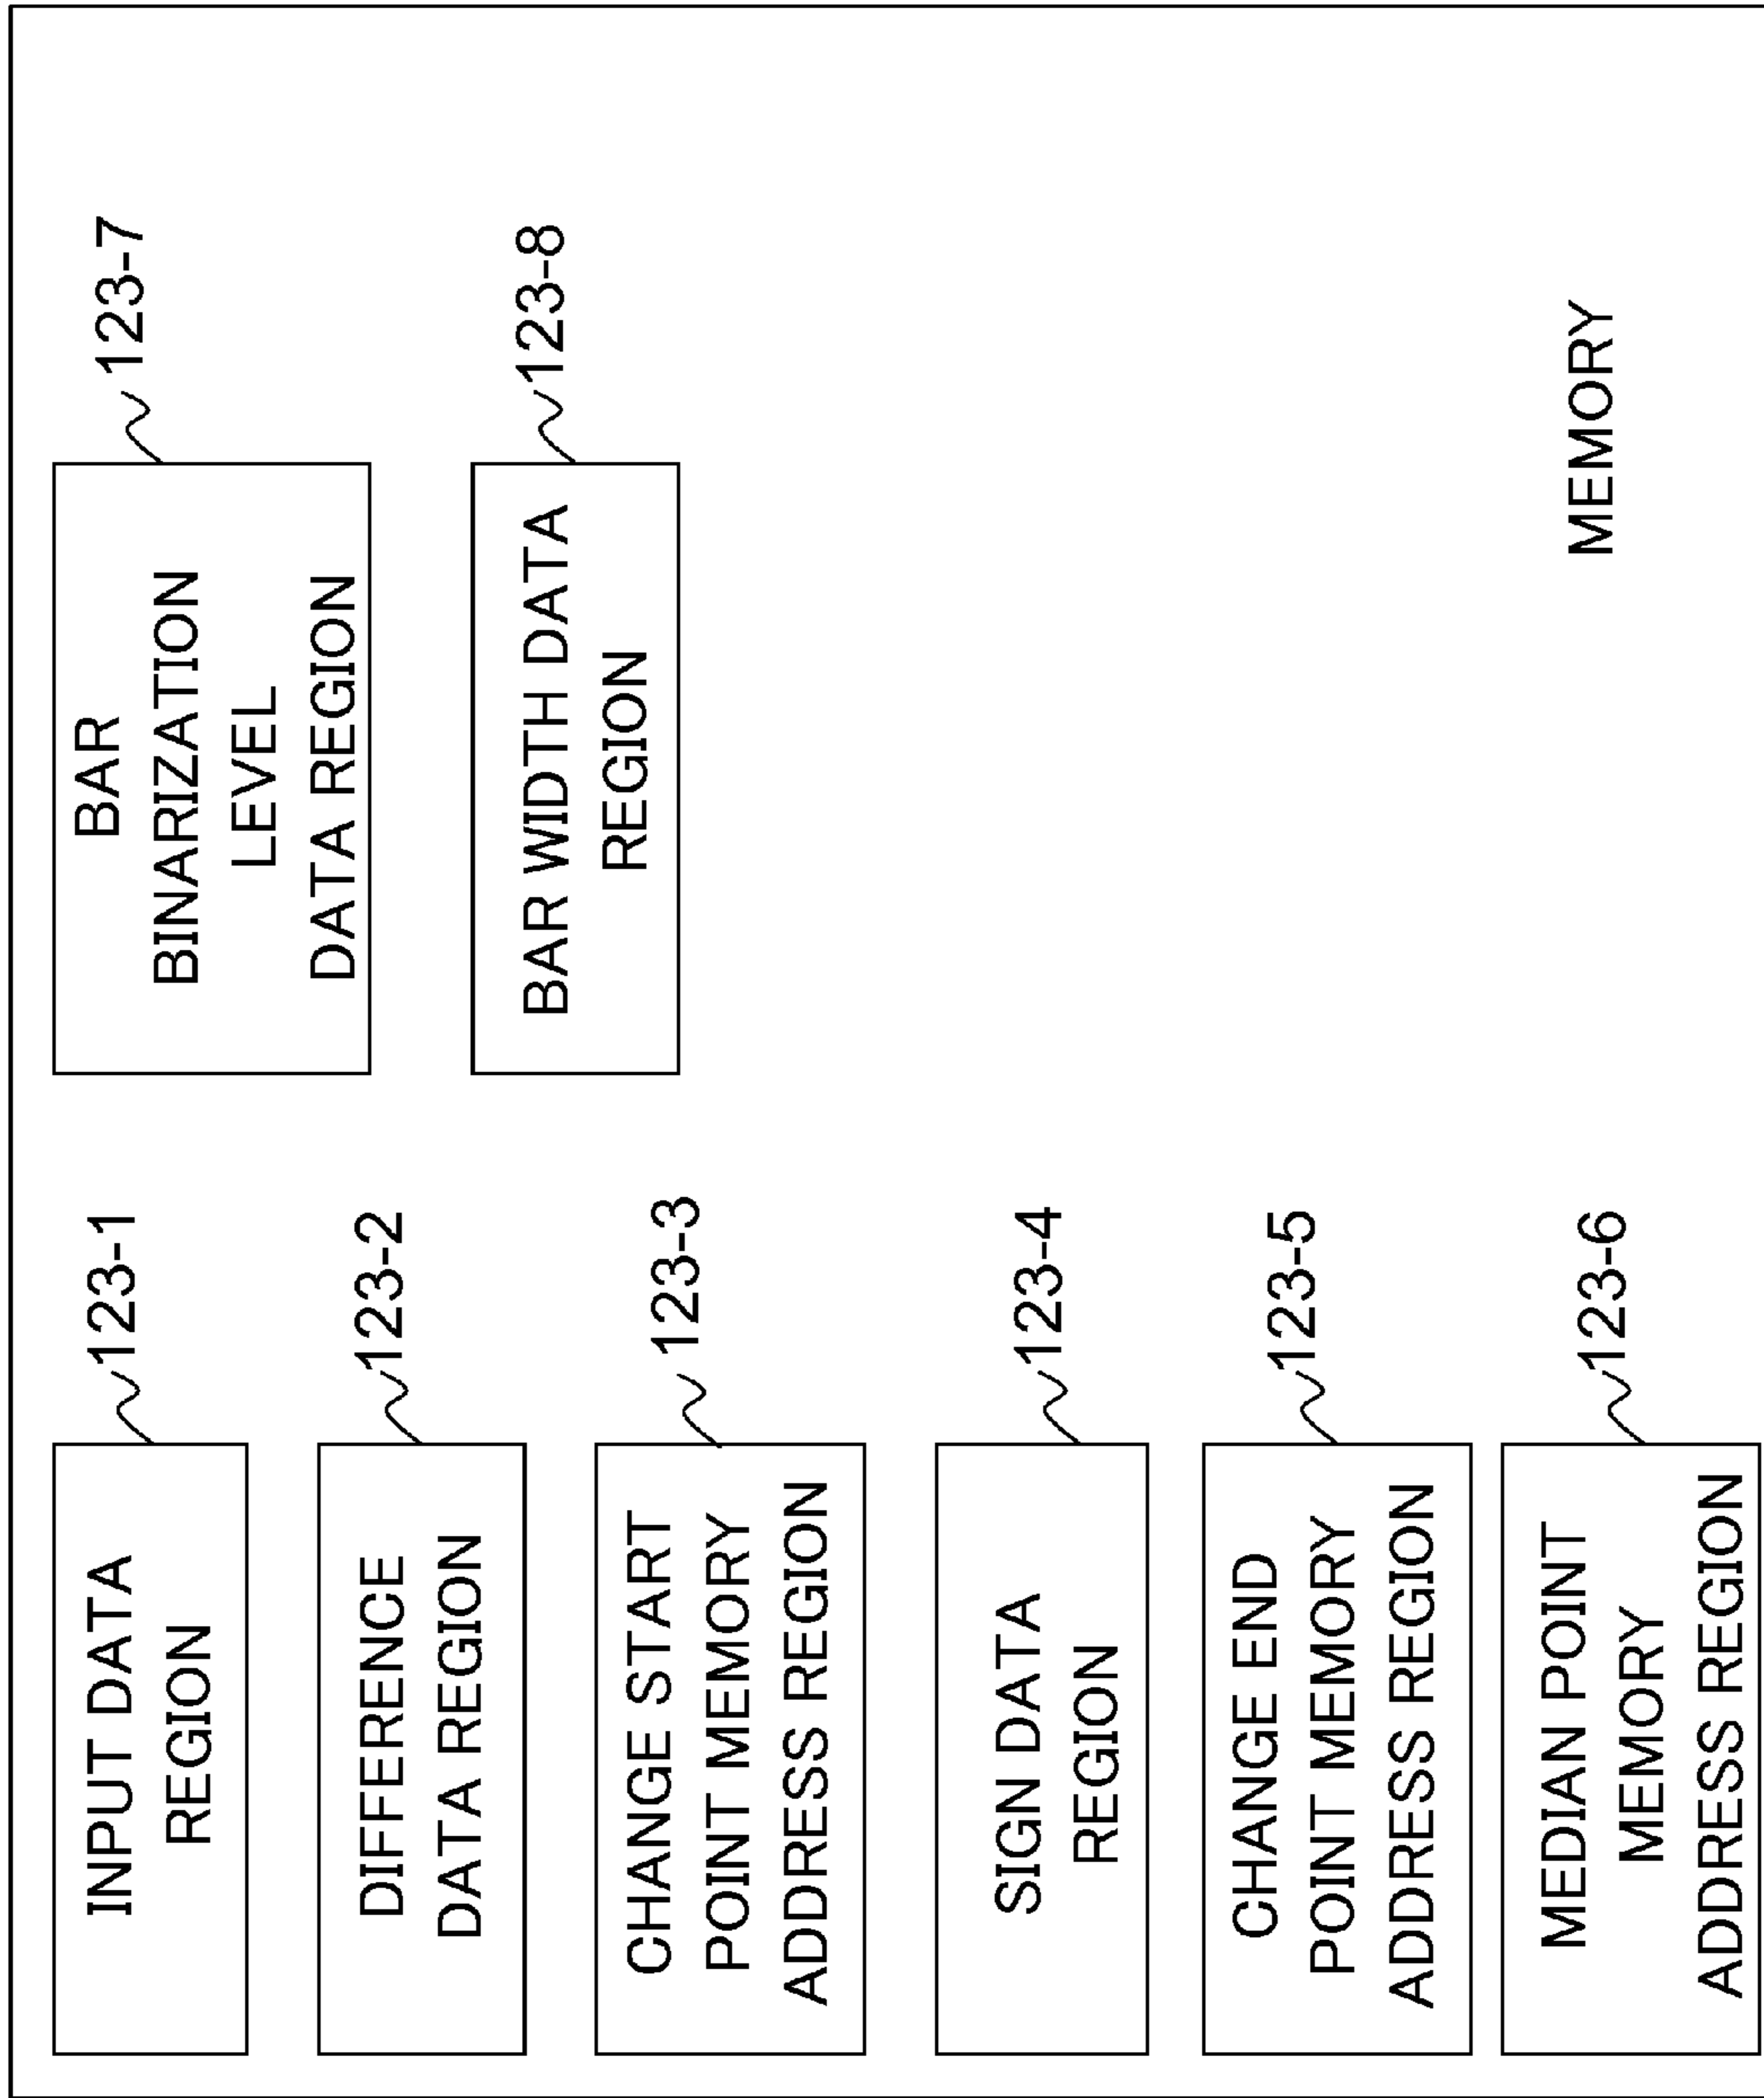 INPUT DATA
REGION
123-1
DIFFERENCE
DATA REGION
123-2
CHANGE START
POINT MEMORY
ADDRESS REGION
123-3
SIGN DATA
REGION
123-4
CHANGE END
POINT MEMORY
ADDRESS REGION
123-5
MEDIAN POINT
MEMORY
ADDRESS REGION
123-6
BAR
BINARIZATION
LEVEL
DATA REGION
123-7
BAR WIDTH DATA
REGION
123-8
MEMORY